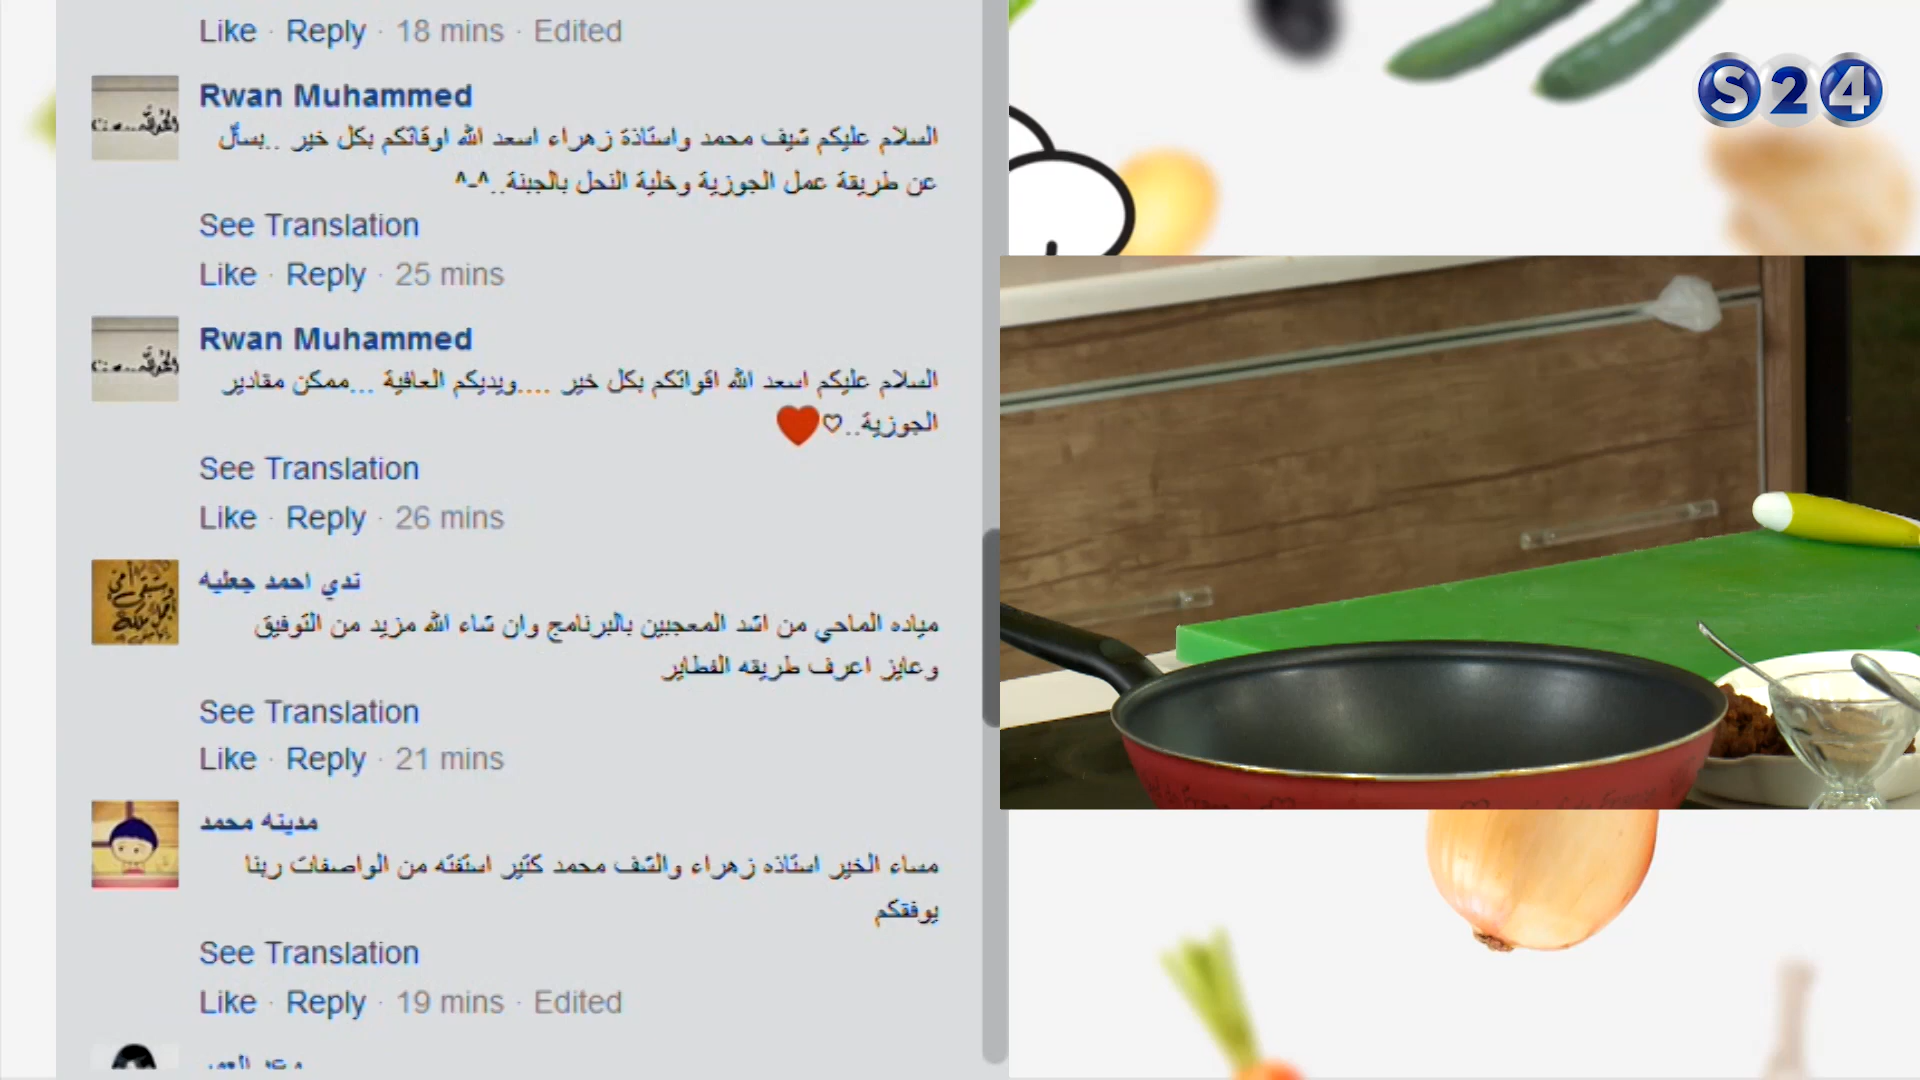 Like · Reply · 18 mins · Edited
S24
Rwan Muhammed
السلام عليكم شيف محمد واستاذة زهراء اسعد الله اوقاتكم بكل خير ..بسأل
عن طريقة عمل الجوزية وخلية النحل بالجبنة..^-^
See Translation
Like · Reply · 25 mins
Rwan Muhammed
السلام عليكم اسعد الله اقواتكم بكل خير ....ويديكم العافية ...ممكن مقادير
الجوزية..♡❤
See Translation
Like · Reply · 26 mins
ندي احمد جعليه
مياده الماحي من اشد المعجبين بالبرنامج وان شاء الله مزيد من التوفيق
وعايز اعرف طريقه الفطاير
See Translation
Like · Reply · 21 mins
مدينه محمد
مساء الخير استاذه زهراء والشف محمد كتير استفته من الواصفات ربنا
يوفقكم
See Translation
Like · Reply · 19 mins · Edited